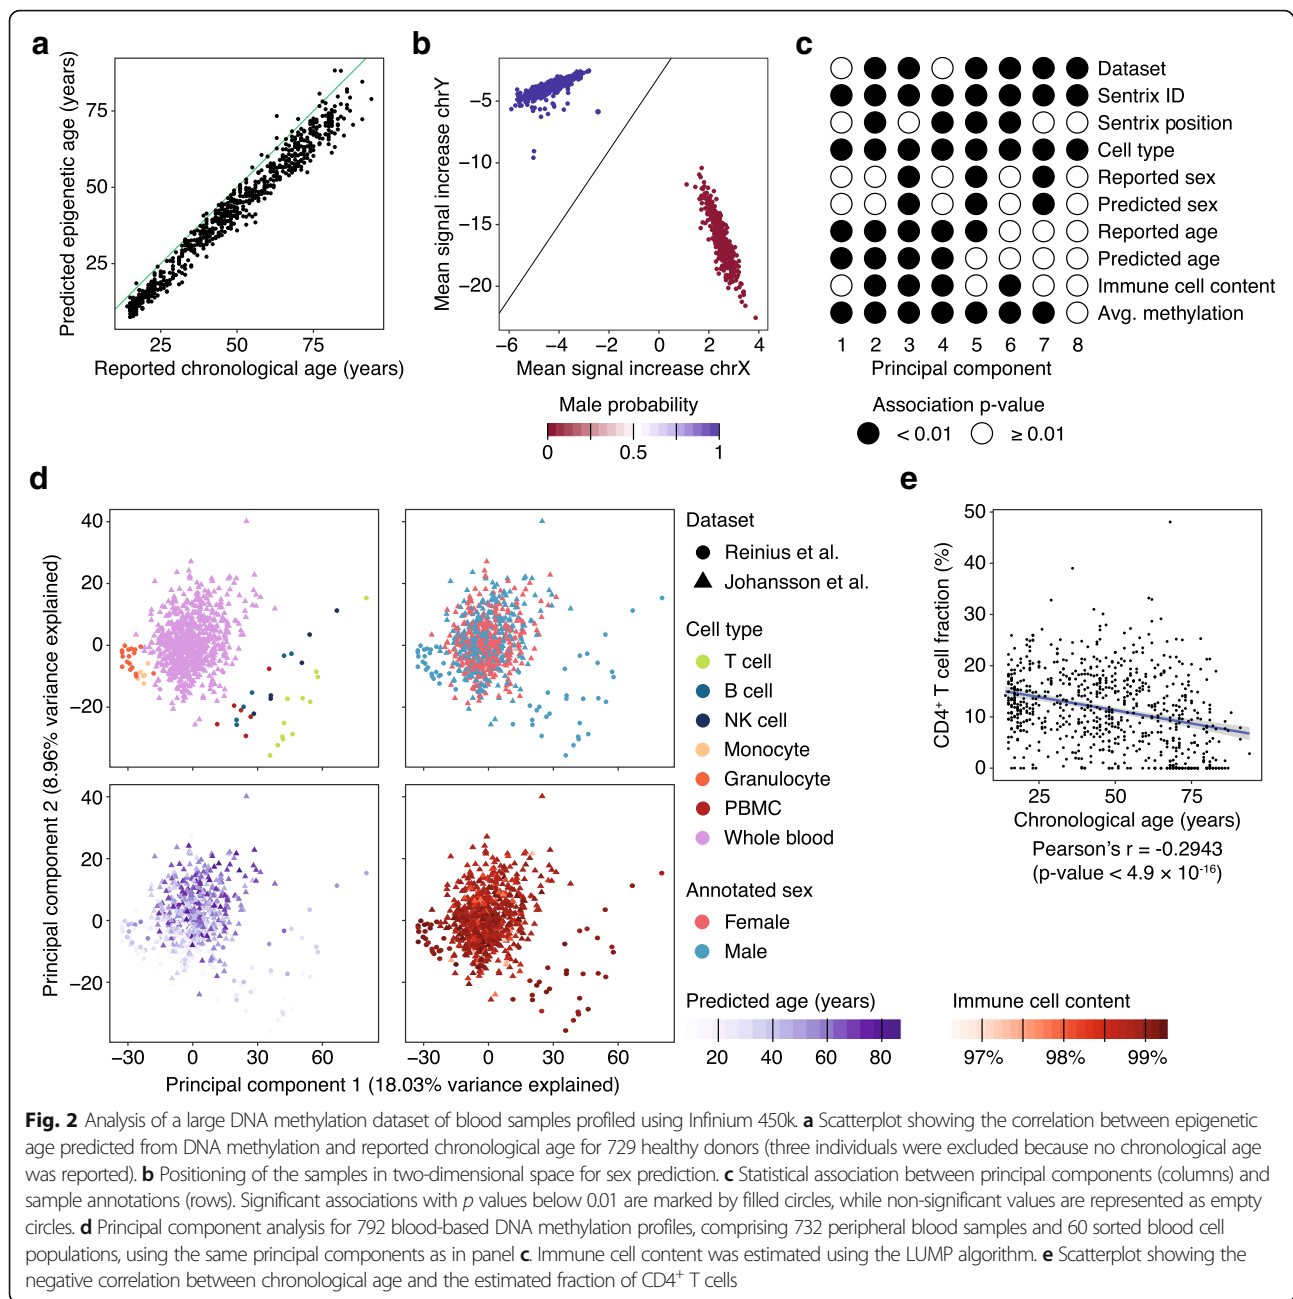 a
Predicted epigenetic age (years)
75
50
25
25 50 75
Reported chronological age (years)
b
Mean signal increase chrY
−5
−10
−15
−20
−6 −4 −2 0 2 4
Mean signal increase chrX
Male probability
0 0.5 1
c
Dataset
Sentrix ID
Sentrix position
Cell type
Reported sex
Predicted sex
Reported age
Predicted age
Immune cell content
Avg. methylation
1 2 3 4 5 6 7 8
Principal component
Association p-value
< 0.01 ≥ 0.01
d
Principal component 2 (8.96% variance explained)
40
20
0
−20
40
20
0
−20
−30 0 30 60
−30 0 30 60
Principal component 1 (18.03% variance explained)
Dataset
Reinius et al.
Johansson et al.
Cell type
T cell
B cell
NK cell
Monocyte
Granulocyte
PBMC
Whole blood
Annotated sex
Female
Male
Predicted age (years)
20 40 60 80
Immune cell content
97% 98% 99%
e
CD4+ T cell fraction (%)
50
40
30
20
10
0
25 50 75
Chronological age (years)
Pearson's r = -0.2943
(p-value < 4.9 × 10-16)
Fig. 2 Analysis of a large DNA methylation dataset of blood samples profiled using Infinium 450k. a Scatterplot showing the correlation between epigenetic
age predicted from DNA methylation and reported chronological age for 729 healthy donors (three individuals were excluded because no chronological age
was reported). b Positioning of the samples in two-dimensional space for sex prediction. c Statistical association between principal components (columns) and
sample annotations (rows). Significant associations with p values below 0.01 are marked by filled circles, while non-significant values are represented as empty
circles. d Principal component analysis for 792 blood-based DNA methylation profiles, comprising 732 peripheral blood samples and 60 sorted blood cell
populations, using the same principal components as in panel c. Immune cell content was estimated using the LUMP algorithm. e Scatterplot showing the
negative correlation between chronological age and the estimated fraction of CD4+ T cells